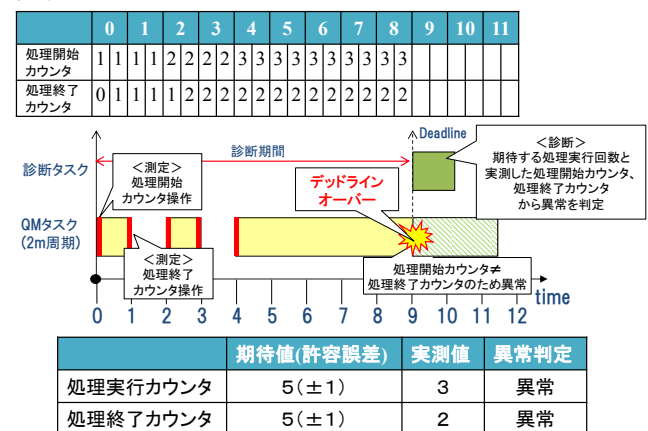 0 1 2 3 4 5 6 7 8 9 10 11
処理開始
カウンタ
1 1 1 1 2 2 2 2 3 3 3 3 3 3 3 3 3 3
処理終了
カウンタ
0 1 1 1 1 2 2 2 2 2 2 2 2 2 2 2 2 2
Deadline
診断期間
診断タスク
＜測定＞
処理開始
カウンタ操作
デッドライン
オーバー
＜診断＞
期待する処理実行回数と
実測した処理開始カウンタ、
処理終了カウンタ
から異常を判定
QMタスク
(2m周期)
＜測定＞
処理終了
カウンタ操作
処理開始カウンタ≠
処理終了カウンタのため異常
time
0 1 2 3 4 5 6 7 8 9 10 11 12
期待値(許容誤差) 実測値 異常判定
処理実行カウンタ 5(±1) 3 異常
処理終了カウンタ 5(±1) 2 異常